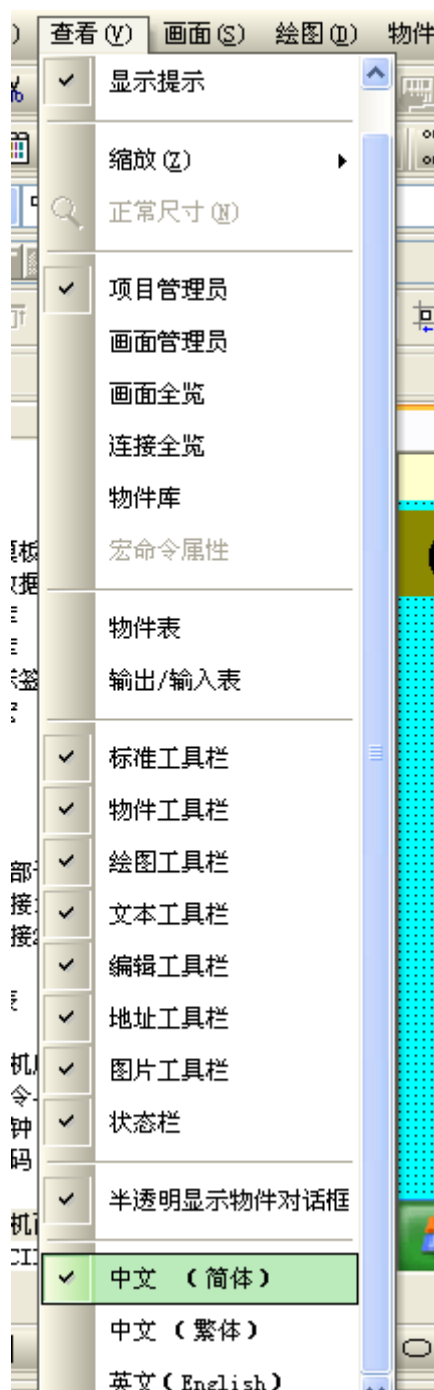 查看(V) 画面(S) 绘图(D) 物件
显示提示
缩放(Z)
正常尺寸(N)
项目管理员
画面管理员
画面全览
连接全览
物件库
宏命令属性
物件表
输出/输入表
标准工具栏
物件工具栏
绘图工具栏
文本工具栏
编辑工具栏
地址工具栏
图片工具栏
状态栏
半透明显示物件对话框
中文 (简体)
中文 (繁体)
英文(English)